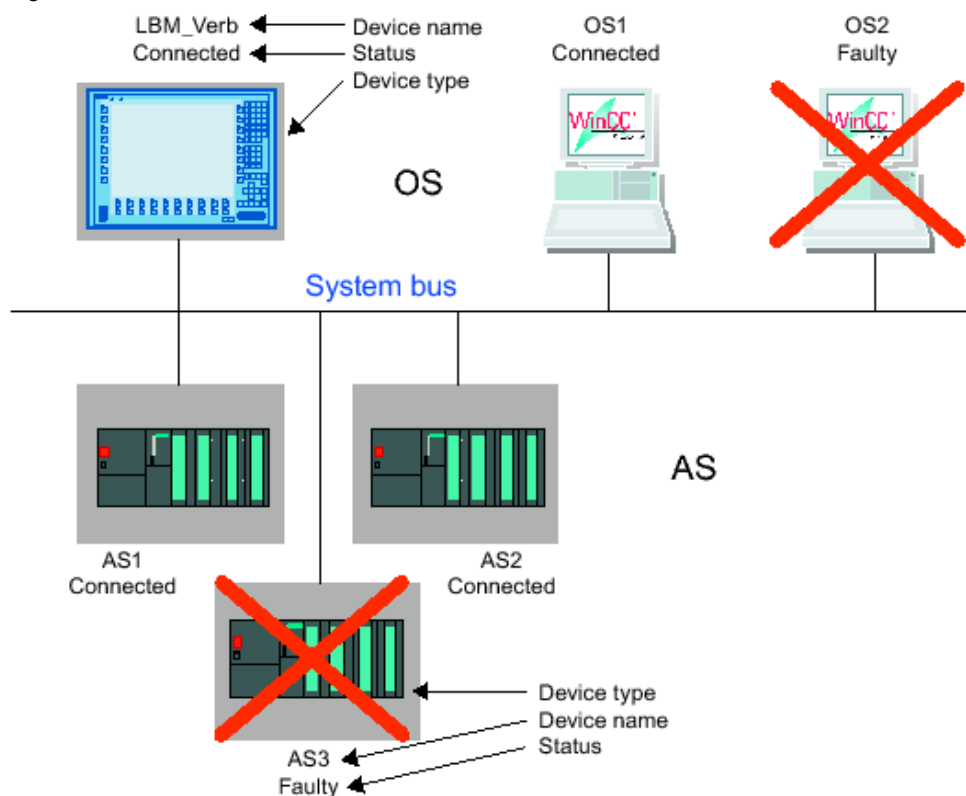 LBM_Verb
Connected
Device name
Status
Device type
OS1
Connected
OS2
Faulty
WinCC
WinCC
OS
System bus
AS
AS1
Connected
AS2
Connected
Device type
Device name
Status
AS3
Faulty